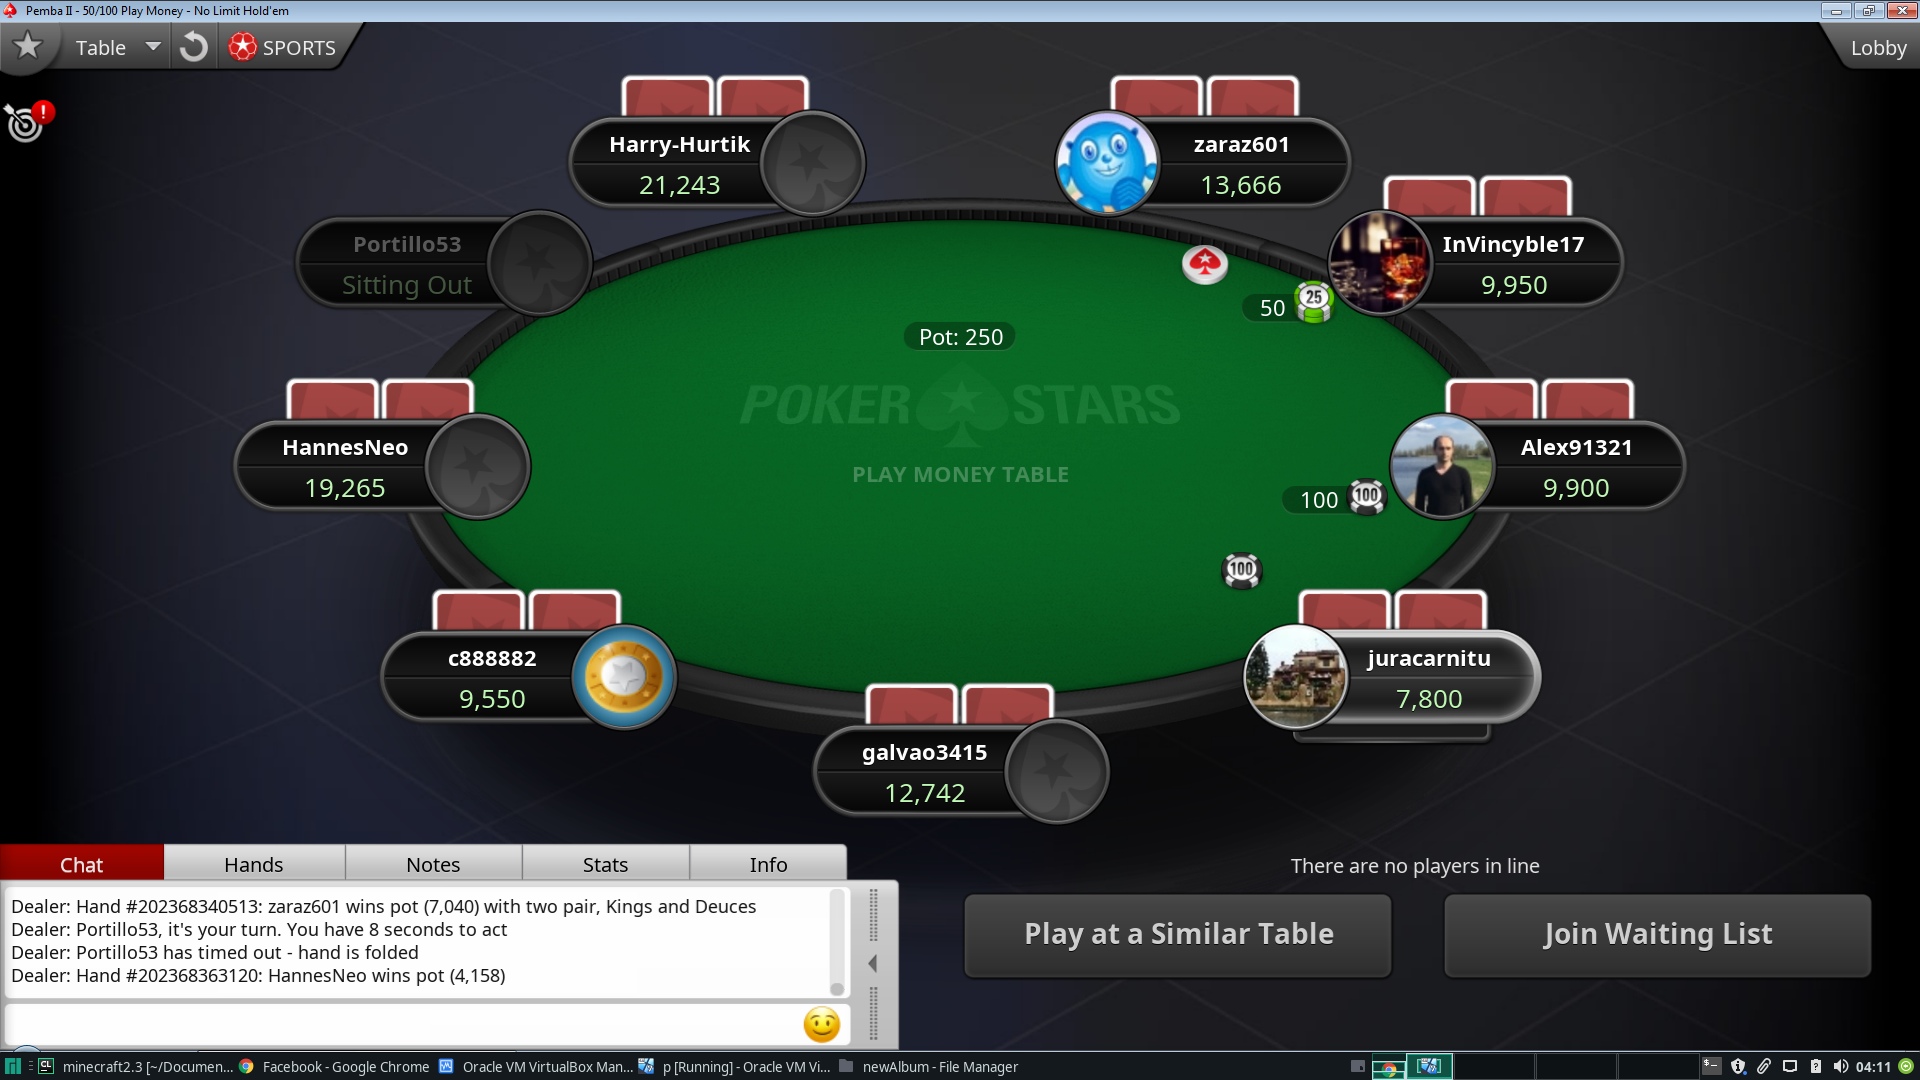 Pemba II - 50/100 Play Money - No Limit Hold'em
Table
SPORTS
Lobby
Harry-Hurtik
21,243
zaraz601
13,666
Portillo53
Sitting Out
InVincyble17
9,950
50
25
Pot: 250
POKER STARS
PLAY MONEY TABLE
HannesNeo
19,265
Alex91321
9,900
100
100
100
c888882
9,550
juracarnitu
7,800
galvao3415
12,742
Chat
Hands
Notes
Stats
Info
Dealer: Hand #202368340513: zaraz601 wins pot (7,040) with two pair, Kings and Deuces
Dealer: Portillo53, it's your turn. You have 8 seconds to act
Dealer: Portillo53 has timed out - hand is folded
Dealer: Hand #202368363120: HannesNeo wins pot (4,158)
There are no players in line
Play at a Similar Table
Join Waiting List
CL
minecraft2.3 [~/Documen...
Facebook - Google Chrome
Oracle VM VirtualBox Man...
p [Running] - Oracle VM Vi...
newAlbum - File Manager
04:11